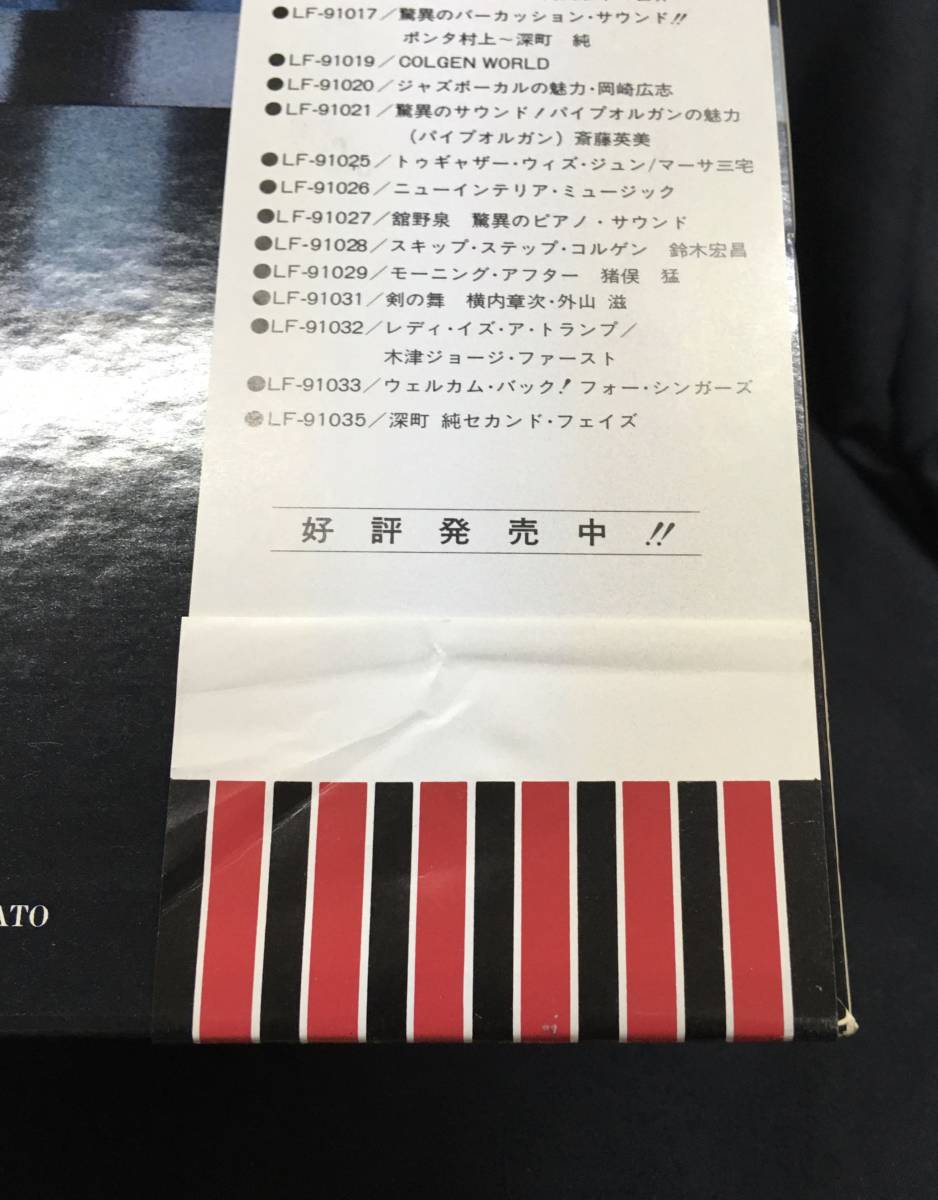 ●LF-91017／驚異のパーカッション・サウンド!!
ポンタ村上〜深町 純
●LF-91019／COLGEN WORLD
●LF-91020／ジャズボーカルの魅力・岡崎広志
●LF-91021／驚異のサウンド！パイプオルガンの魅力
（パイプオルガン）斎藤英美
●LF-91025／トゥギャザー・ウィズ・ジュン/マーサ三宅
●LF-91026／ニューインテリア・ミュージック
●LF-91027／舘野泉 驚異のピアノ・サウンド
●LF-91028／スキップ・ステップ・コルゲン 鈴木宏昌
●LF-91029／モーニング・アフター 猪俣 猛
●LF-91031／剣の舞 横内章次・外山 滋
●LF-91032／レディ・イズ・ア・トランプ／
木津ジョージ・ファースト
●LF-91033／ウェルカム・バック！フォー・シンガーズ
●LF-91035／深町 純セカンド・フェイズ
好評発売中!!
ATO